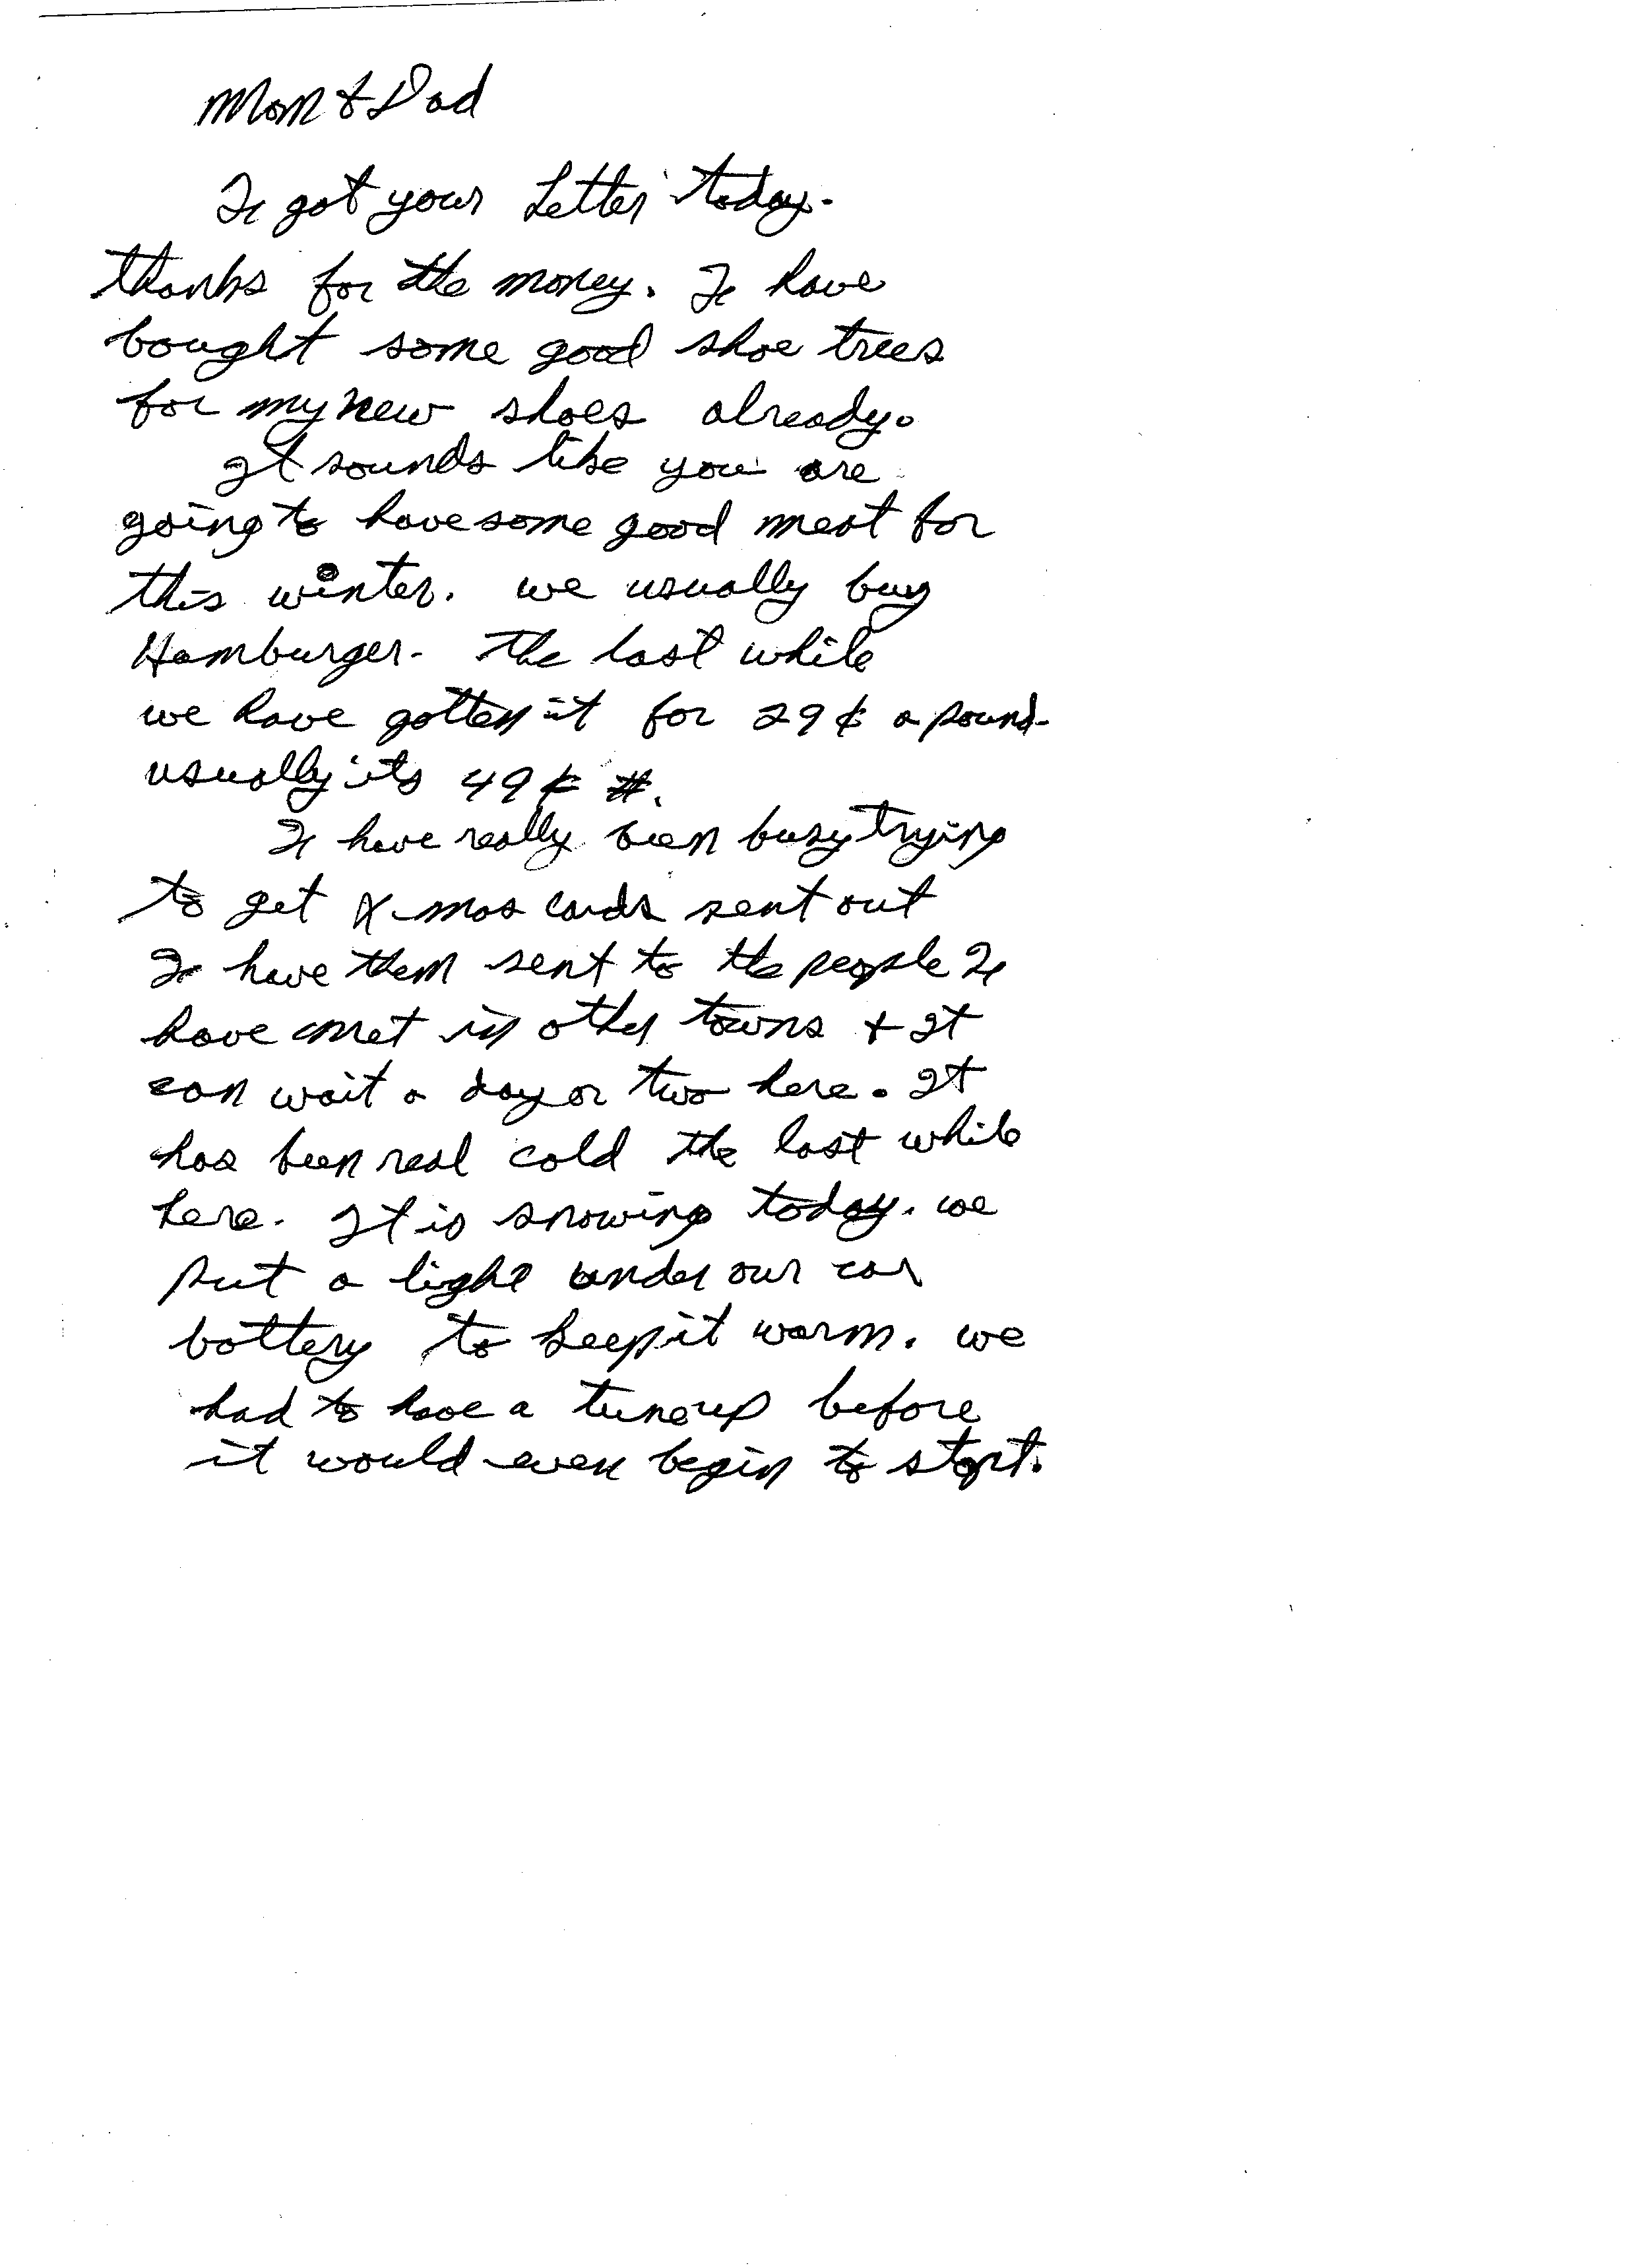 Mom & Dad
I got your Letter today.
thanks for the money. I have
bought some good shoe trees
for my new shoes already.
It sounds like you are
going to have some good meat for
this winter. we usually buy
Hamburger. The last while
we have gotten it for 29¢ a pound.
usually its 49¢ #.
I have really been busy trying
to get X-mas cards sent out
I have them sent to the people I
have met in other towns & It
can wait a day or two here. It
has been real cold the last while
here. It is snowing today. we
put a light under our car
battery to keep it warm. we
had to have a tuneup before
it would even begin to start.